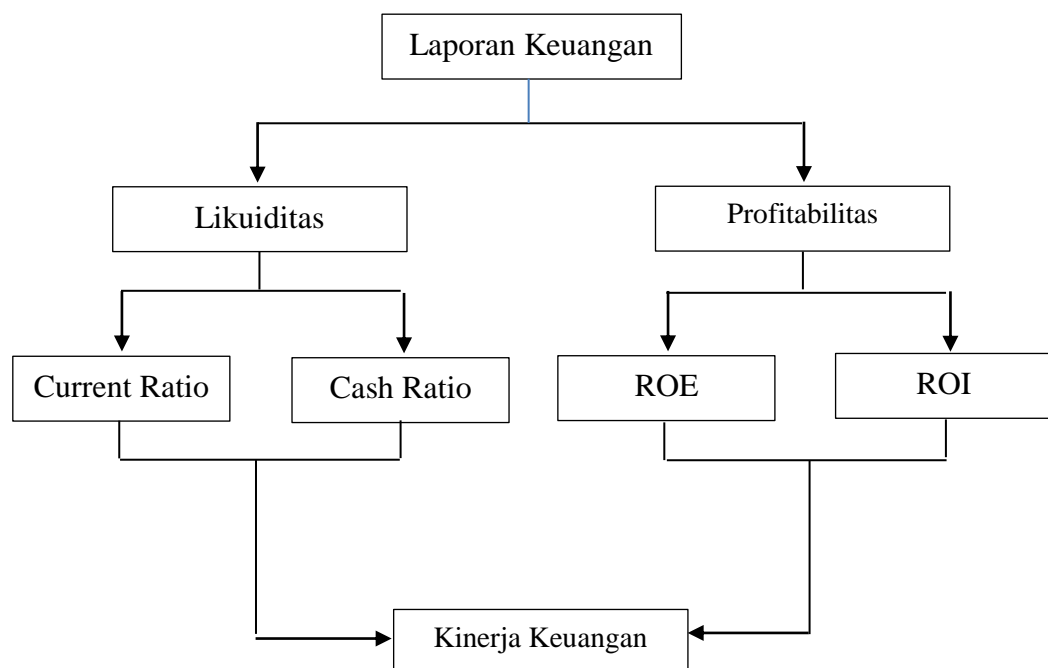 Laporan Keuangan
Likuiditas
Profitabilitas
Current Ratio
Cash Ratio
ROE
ROI
Kinerja Keuangan